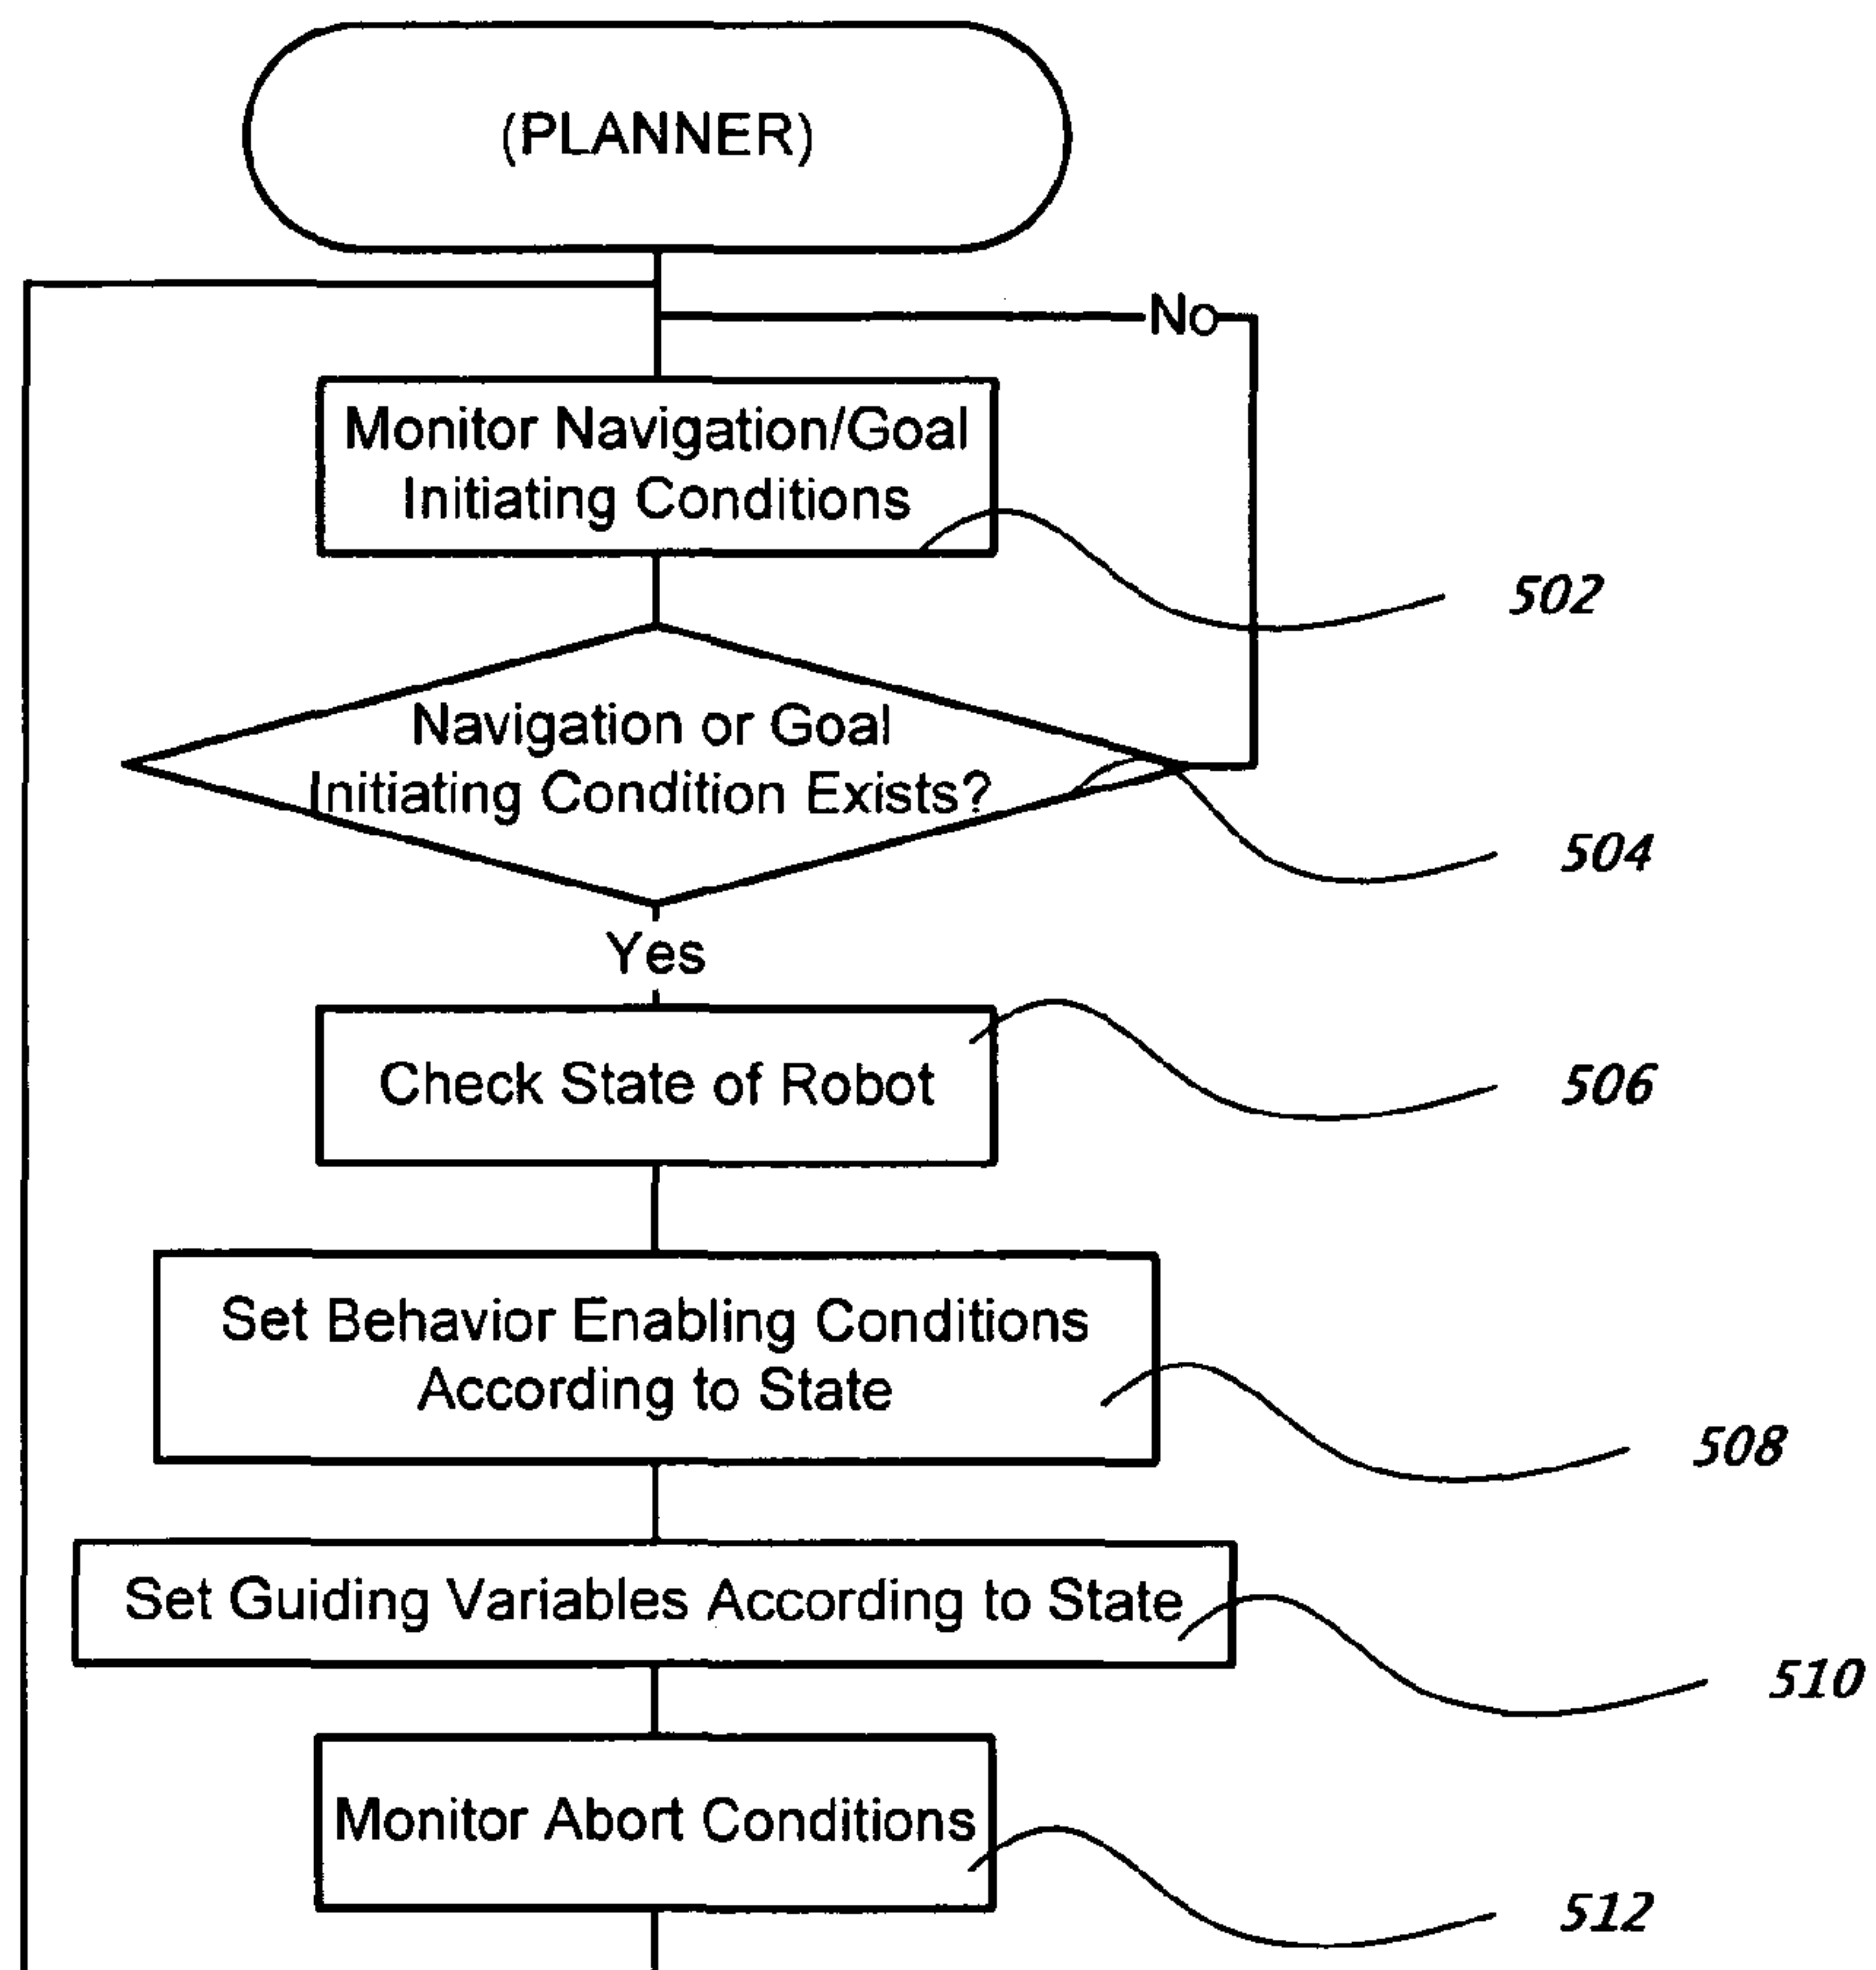 (PLANNER)
No
Monitor Navigation/Goal
Initiating Conditions
502
Navigation or Goal
Initiating Condition Exists?
504
Yes
Check State of Robot
506
Set Behavior Enabling Conditions
According to State
508
Set Guiding Variables According to State
510
Monitor Abort Conditions
512